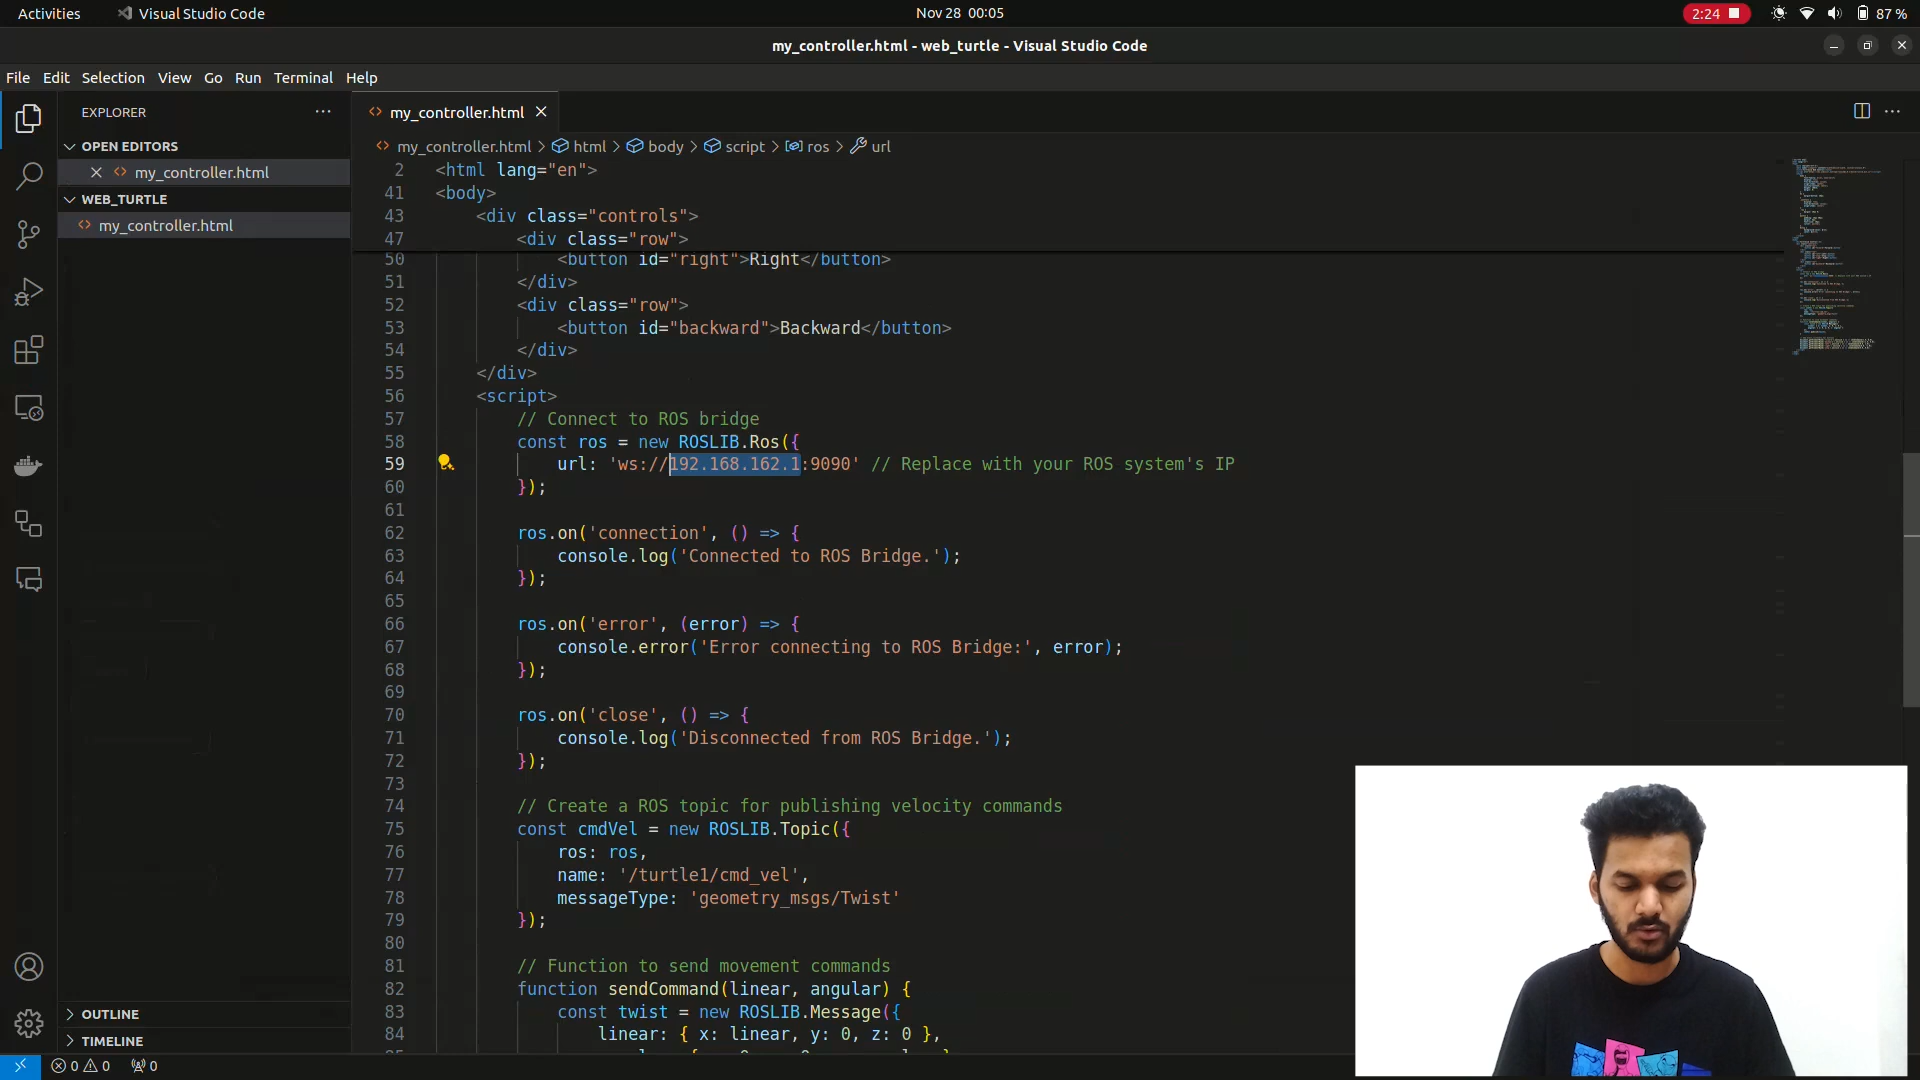 Activities
Visual Studio Code
Nov 28 00:05
2:24
87 %
my_controller.html - web_turtle - Visual Studio Code
File Edit Selection View Go Run Terminal Help
EXPLORER
OPEN EDITORS
my_controller.html
WEB_TURTLE
my_controller.html
OUTLINE
TIMELINE
0 0 0
my_controller.html
my_controller.html > html > body > script > ros > url
2 <html lang="en">
41 <body>
43 <div class="controls">
47 <div class="row">
50 <button id="right">Right</button>
51 </div>
52 <div class="row">
53 <button id="backward">Backward</button>
54 </div>
55 </div>
56 <script>
57 // Connect to ROS bridge
58 const ros = new ROSLIB.Ros({
59 url: 'ws://192.168.162.1:9090' // Replace with your ROS system's IP
60 });
61
62 ros.on('connection', () => {
63 console.log('Connected to ROS Bridge.');
64 });
65
66 ros.on('error', (error) => {
67 console.error('Error connecting to ROS Bridge:', error);
68 });
69
70 ros.on('close', () => {
71 console.log('Disconnected from ROS Bridge.');
72 });
73
74 // Create a ROS topic for publishing velocity commands
75 const cmdVel = new ROSLIB.Topic({
76 ros: ros,
77 name: '/turtle1/cmd_vel',
78 messageType: 'geometry_msgs/Twist'
79 });
80
81 // Function to send movement commands
82 function sendCommand(linear, angular) {
83 const twist = new ROSLIB.Message({
84 linear: { x: linear, y: 0, z: 0 },